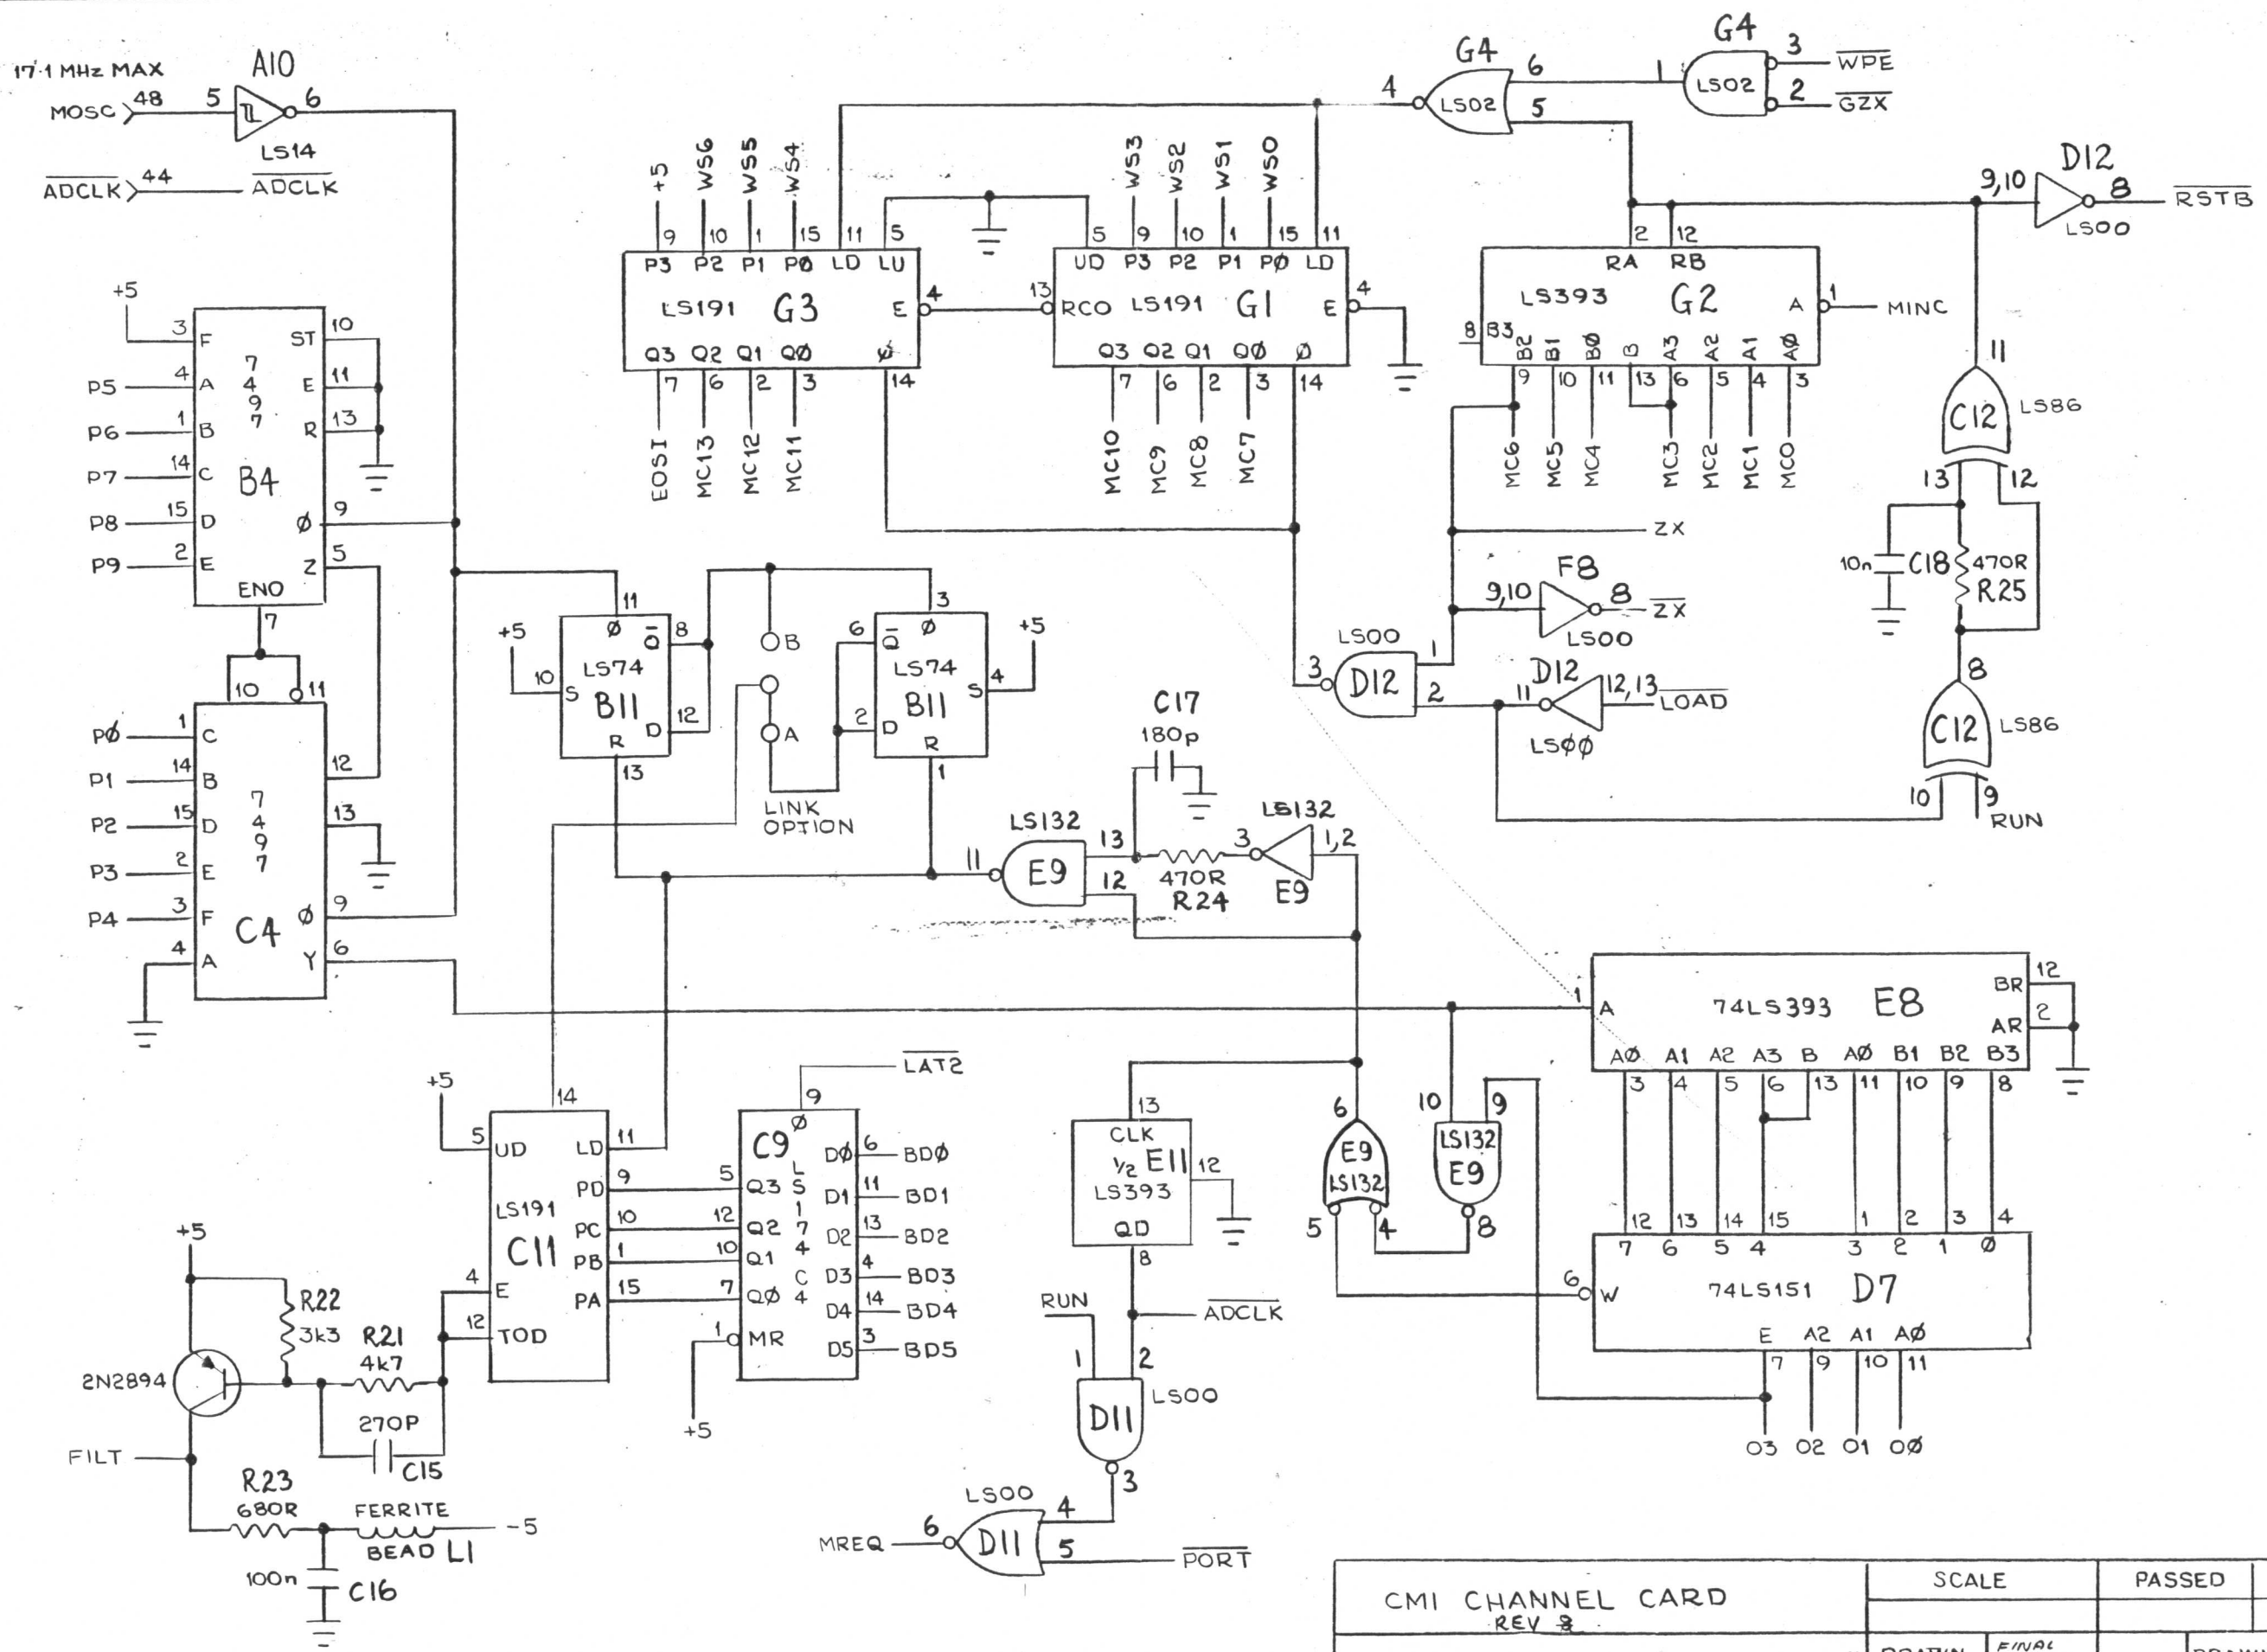 17.1 MHz MAX
A10
MOSC 48 5 6
LS14
ADCLK 44 ADCLK
G4
G4
3 WPE
1 LS02
2 GZX
4 LS02 6
5
D12
9,10 8 RSTB
LS00
+5 WS6 WS5 WS4
WS3 WS2 WS1 WS0
9 10 1 15 11 5
P3 P2 P1 PØ LD LU
LS191 G3 E 4
Q3 Q2 Q1 QØ Ø
7 6 2 3 14
EOSI MC13 MC12 MC11
5 9 10 1 15 11
UD P3 P2 P1 PØ LD
13 RCO LS191 G1 E 4
Q3 Q2 Q1 QØ Ø
7 6 2 3 14
MC10 MC9 MC8 MC7
2 12
RA RB
LS393 G2 A 1 MINC
8 B3 B2 B1 BØ B A3 A2 A1 AØ
9 10 11 13 6 5 4 3
MC6 MC5 MC4 MC3 MC2 MC1 MC0
11
C12 LS86
13 12
10n C18 470R
R25
8
C12 LS86
10 9
RUN
+5
3 F ST 10
P5 4 A E 11
P6 1 B R 13
P7 14 C
P8 15 D Ø 9
P9 2 E Z 5
7497
B4
ENO
7
10 11
PØ 1 C
P1 14 B 12
P2 15 D 13
P3 2 E
P4 3 F Ø 9
4 A Y 6
7497
C4
11
Ø Q 8
+5 10 S LS74
B11 D 12
R
13
B
A
LINK
OPTION
3
6 Q Ø +5
LS74
S 4
2 D B11
R
1
ZX
F8
9,10 8 ZX
LS00
LS00
3 D12 1
2
D12
11 12,13 LOAD
LSØØ
C17
180p
LS132 LS132
11 E9 13 3 1,2
12 470R E9
R24
1 A 74LS393 E8 BR 12
AR 2
AØ A1 A2 A3 B AØ B1 B2 B3
3 4 5 6 13 11 10 9 8
12 13 14 15 1 2 3 4
7 6 5 4 3 2 1 Ø
6 W 74LS151 D7
E A2 A1 AØ
7 9 10 11
O3 O2 O1 OØ
6 10 9
E9 LS132
LS132 E9
5 4 8
+5
14
5 UD LD 11
PD 9
LS191 PC 10
C11 PB 1
4 E PA 15
12 TOD
LAT2
9
Ø
C9
LS174
C4
5 Q3 DØ 6 BDØ
12 Q2 D1 11 BD1
10 Q1 D2 13 BD2
7 QØ D3 4 BD3
1 MR D4 14 BD4
D5 3 BD5
+5
13
CLK
½ E11 12
LS393
QD
8
RUN ADCLK
1 2
D11 LS00
3
LS00
MREQ 6 D11 4
5 PORT
+5
R22
3k3 R21
4k7
2N2894
270P
C15
FILT
R23
680R FERRITE
BEAD L1 -5
100n C16
CMI CHANNEL CARD
REV
SCALE PASSED
FINAL